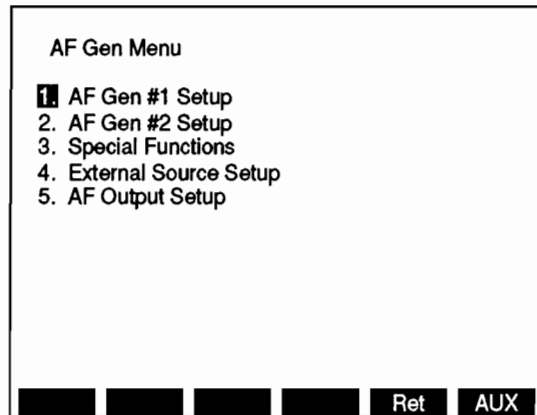 AF Gen Menu
1. AF Gen #1 Setup
2. AF Gen #2 Setup
3. Special Functions
4. External Source Setup
5. AF Output Setup
Ret AUX